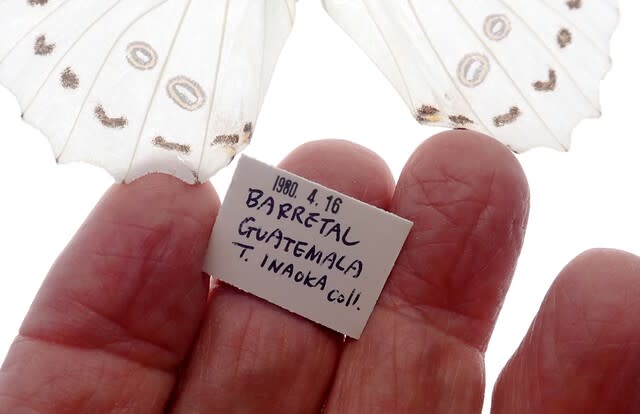 1980. 4. 16
BARRETAL
GUATEMALA
T. INAOKA coll.